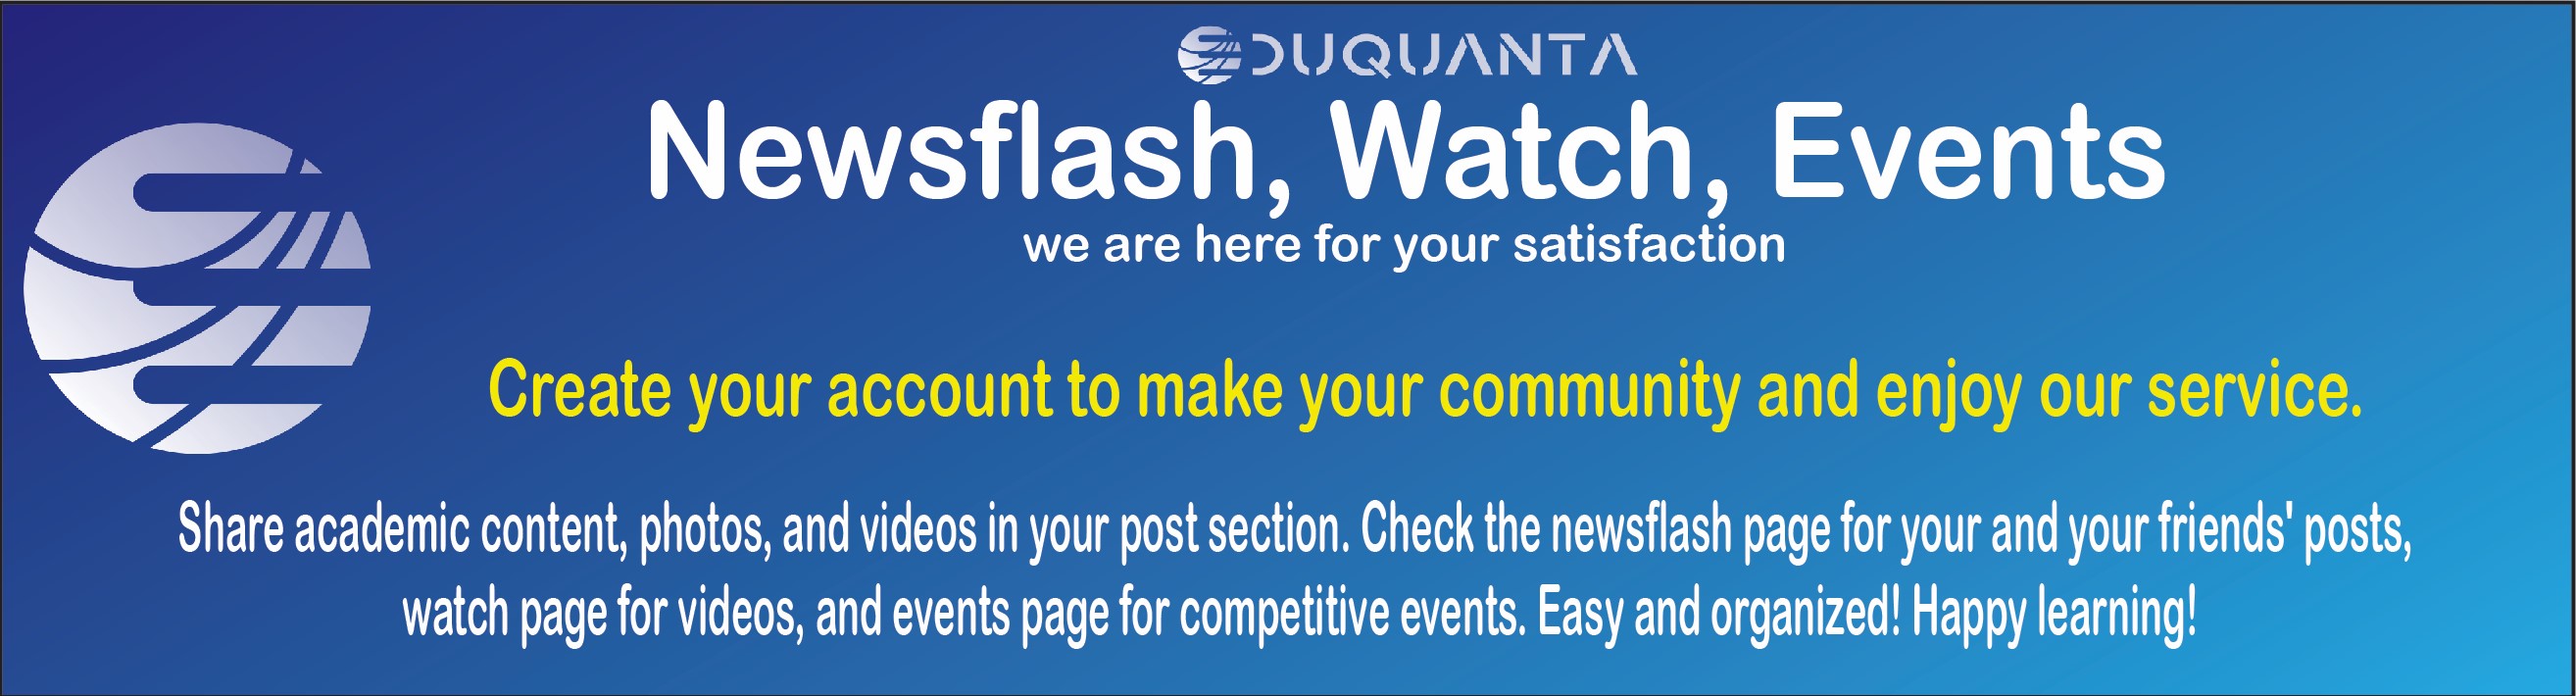 EDUQUANTA
Newsflash, Watch, Events
we are here for your satisfaction
Create your account to make your community and enjoy our service.
Share academic content, photos, and videos in your post section. Check the newsflash page for your and your friends' posts,
watch page for videos, and events page for competitive events. Easy and organized! Happy learning!